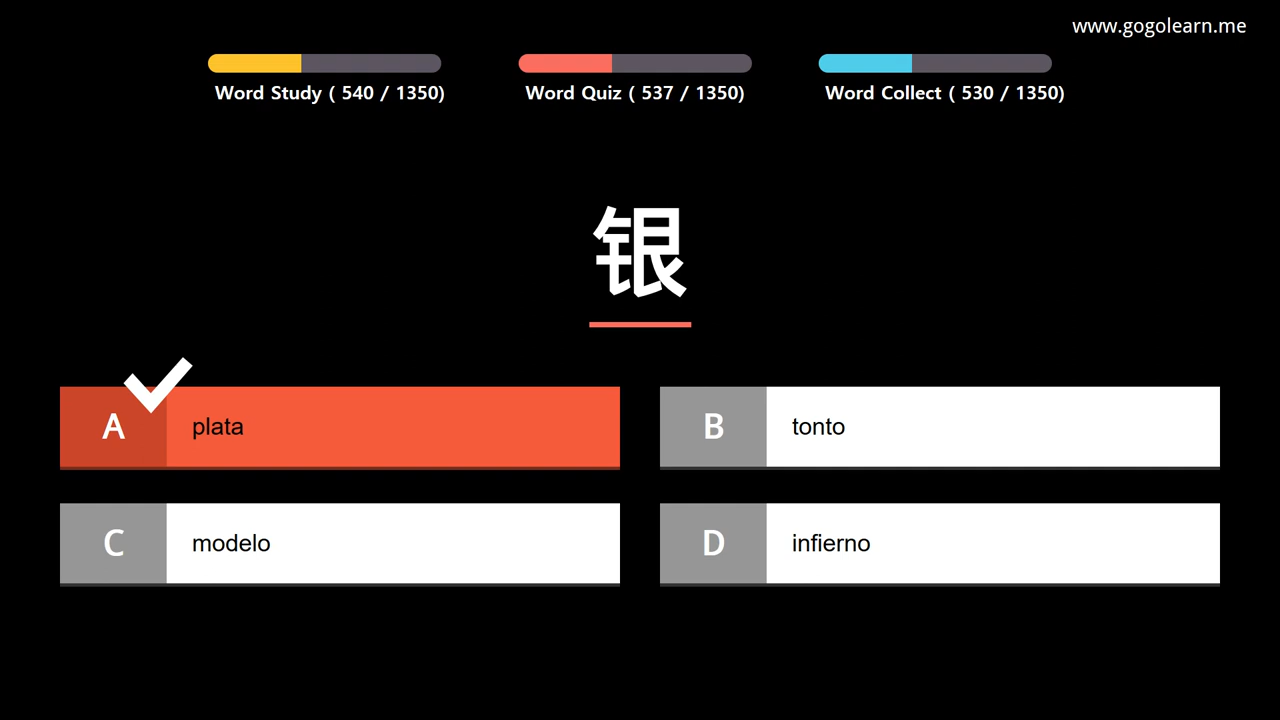 www.gogolearn.me
Word Study ( 540 / 1350)
Word Quiz ( 537 / 1350)
Word Collect ( 530 / 1350)
银
A plata
B tonto
C modelo
D infierno